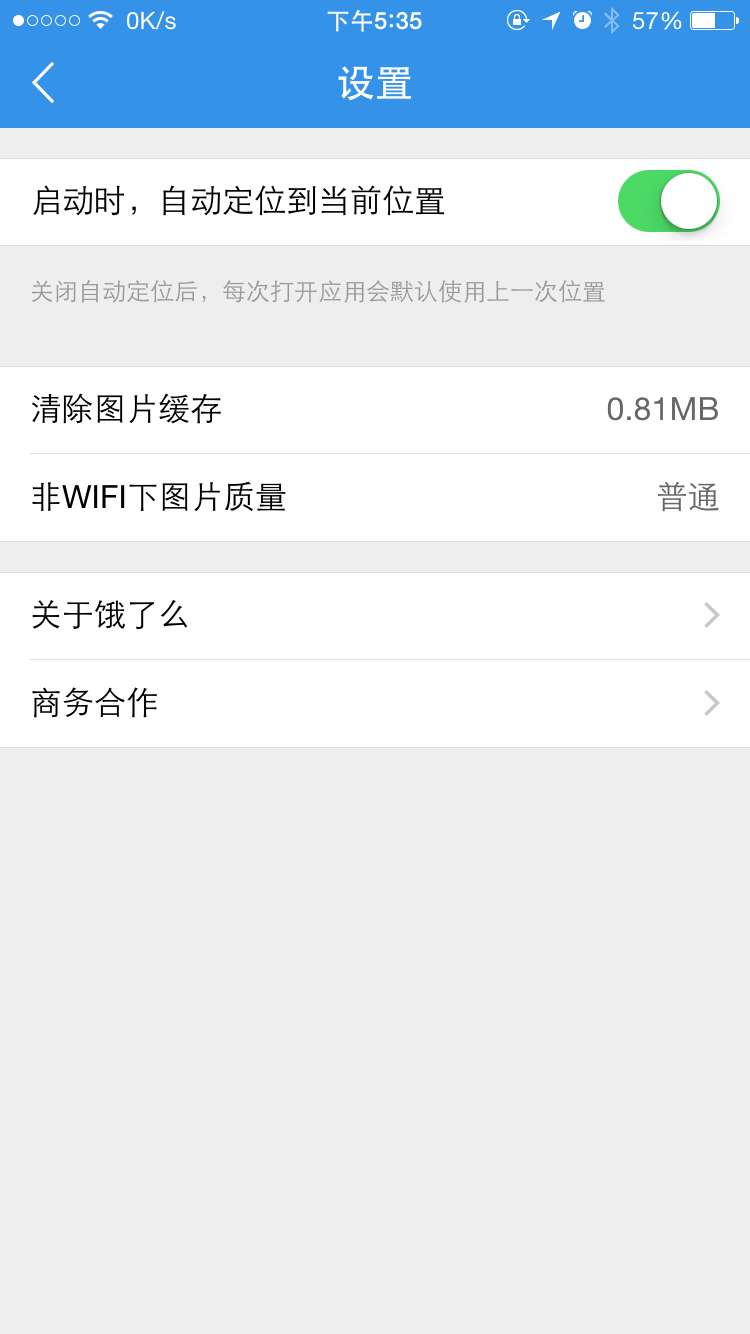 0K/s 下午5:35 57%
设置
启动时，自动定位到当前位置
关闭自动定位后，每次打开应用会默认使用上一次位置
清除图片缓存 0.81MB
非WIFI下图片质量 普通
关于饿了么
商务合作